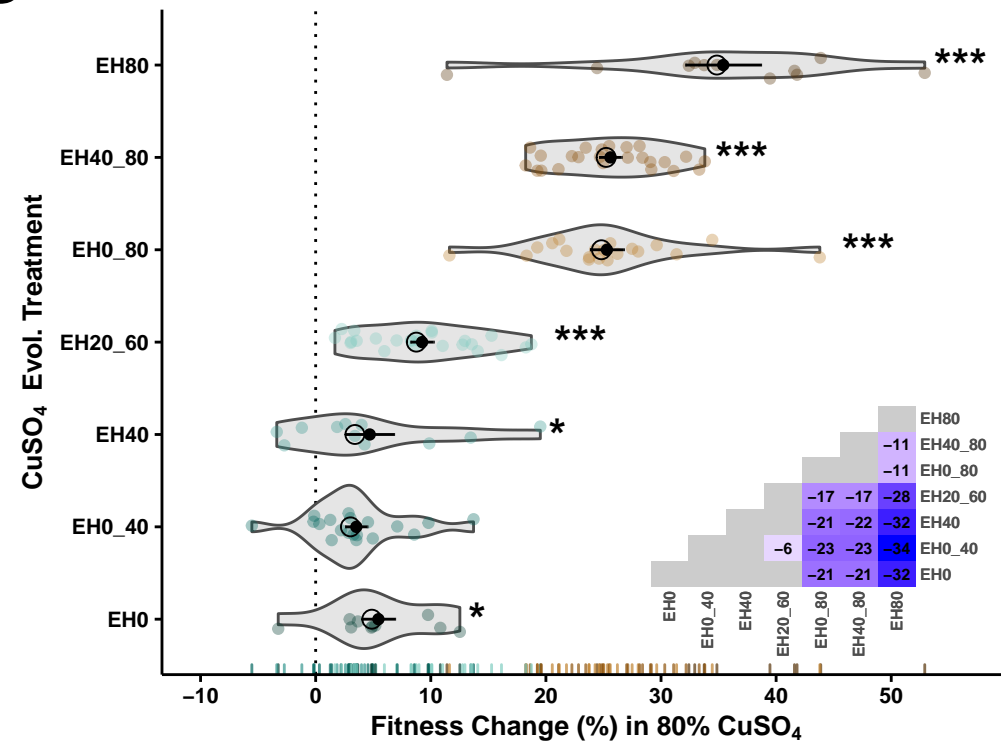 EH80
***
EH40_80
***
EH0_80
***
EH20_60
***
EH40
*
EH0_40
EH0
*
CuSO₄ Evol. Treatment
−10 0 10 20 30 40 50
Fitness Change (%) in 80% CuSO₄
EH80
−11 EH40_80
−11 EH0_80
−17 −17 −28 EH20_60
−21 −22 −32 EH40
−6 −23 −23 −34 EH0_40
−21 −21 −32 EH0
EH0 EH0_40 EH40 EH20_60 EH0_80 EH40_80 EH80